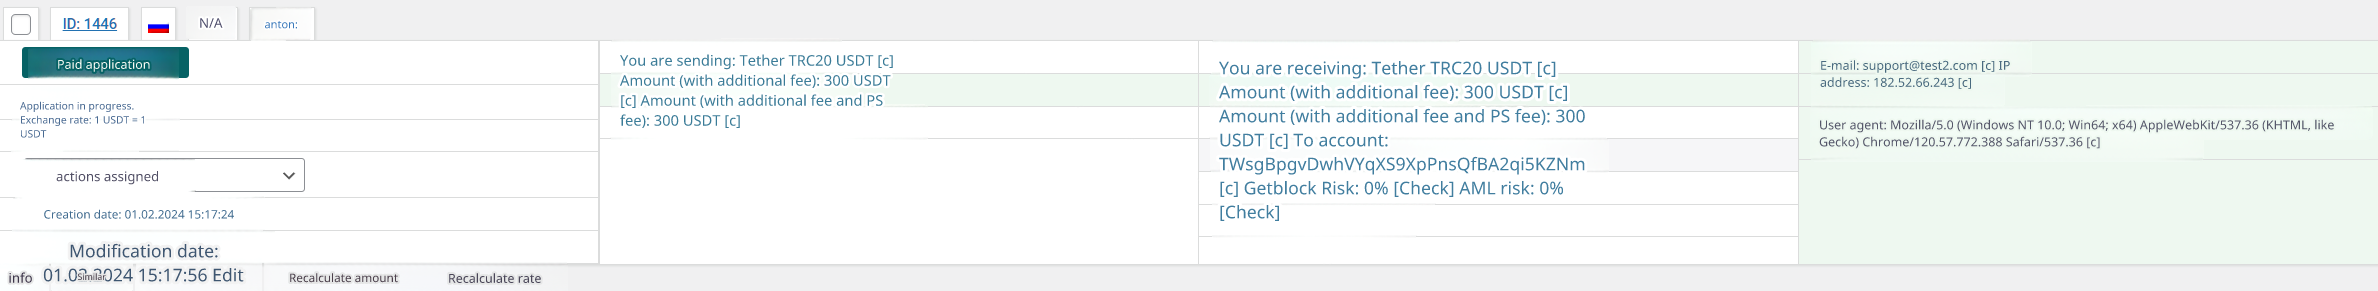 ID: 1446
N/A
anton:
Paid application
Application in progress.
Exchange rate: 1 USDT = 1
USDT
actions assigned
Creation date: 01.02.2024 15:17:24
Modification date:
01.02.2024 15:17:56 Edit
info
Similar
Recalculate amount
Recalculate rate
You are sending: Tether TRC20 USDT [c]
Amount (with additional fee): 300 USDT
[c] Amount (with additional fee and PS
fee): 300 USDT [c]
You are receiving: Tether TRC20 USDT [c]
Amount (with additional fee): 300 USDT [c]
Amount (with additional fee and PS fee): 300
USDT [c] To account:
TWsgBpgvDwhVYqXS9XpPnsQfBA2qi5KZNm
[c] Getblock Risk: 0% [Check] AML risk: 0%
[Check]
E-mail: support@test2.com [c] IP
address: 182.52.66.243 [c]
User agent: Mozilla/5.0 (Windows NT 10.0; Win64; x64) AppleWebKit/537.36 (KHTML, like
Gecko) Chrome/120.57.772.388 Safari/537.36 [c]